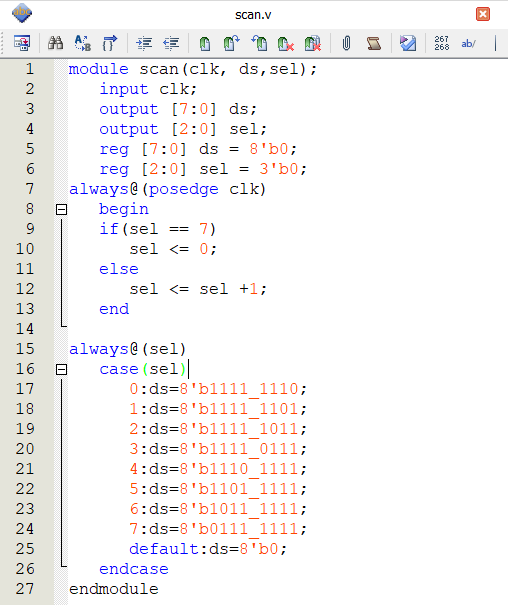 scan.v
267
268
ab/
1 module scan(clk, ds,sel);
2 input clk;
3 output [7:0] ds;
4 output [2:0] sel;
5 reg [7:0] ds = 8'b0;
6 reg [2:0] sel = 3'b0;
7 always@(posedge clk)
8 begin
9 if(sel == 7)
10 sel <= 0;
11 else
12 sel <= sel +1;
13 end
14
15 always@(sel)
16 case(sel)
17 0:ds=8'b1111_1110;
18 1:ds=8'b1111_1101;
19 2:ds=8'b1111_1011;
20 3:ds=8'b1111_0111;
21 4:ds=8'b1110_1111;
22 5:ds=8'b1101_1111;
23 6:ds=8'b1011_1111;
24 7:ds=8'b0111_1111;
25 default:ds=8'b0;
26 endcase
27 endmodule